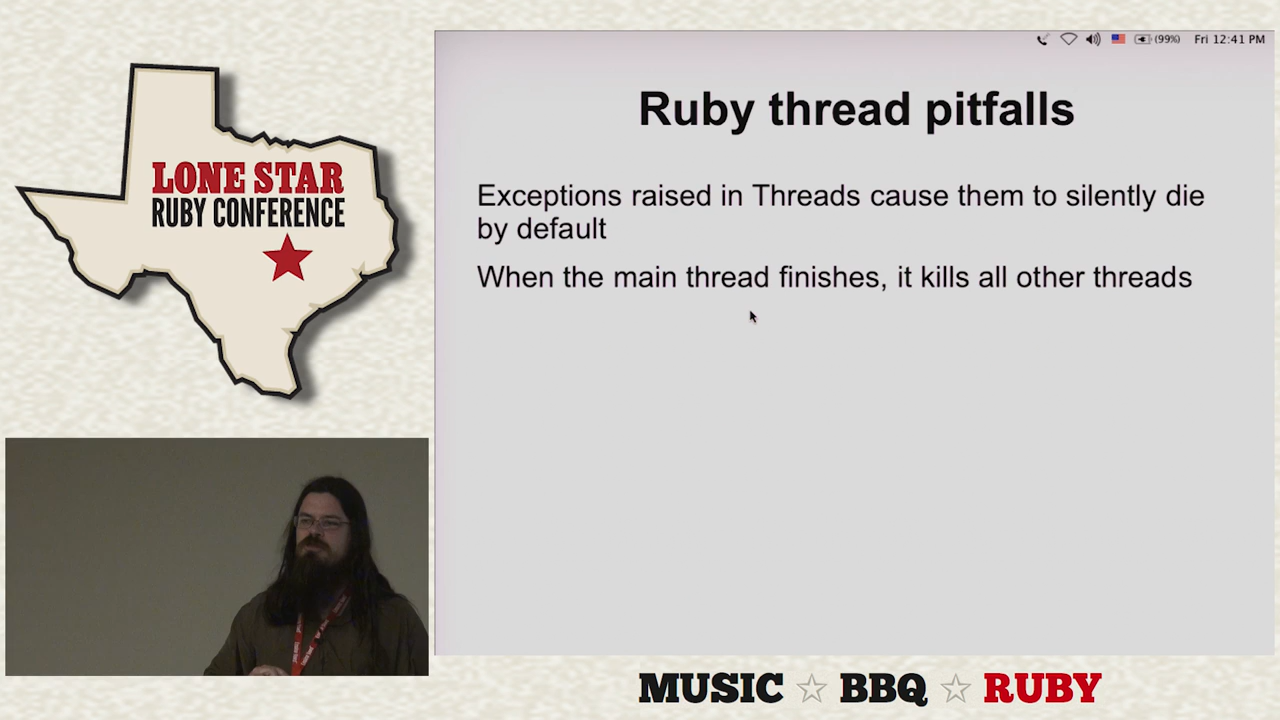 LONE STAR
RUBY CONFERENCE
(99%) Fri 12:41 PM
Ruby thread pitfalls
Exceptions raised in Threads cause them to silently die
by default
When the main thread finishes, it kills all other threads
MUSIC ☆ BBQ ☆ RUBY